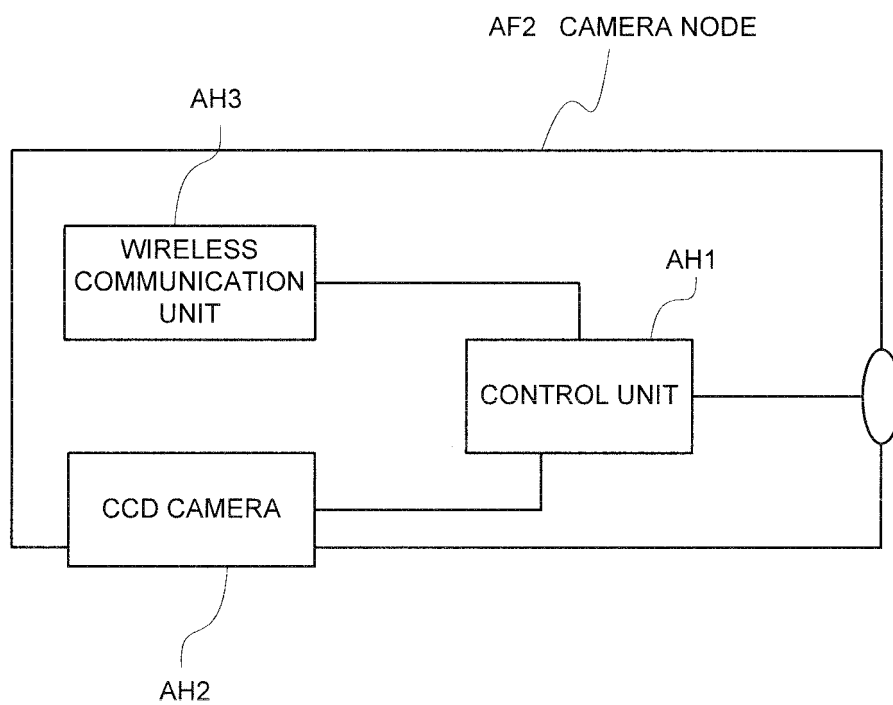 AF2 CAMERA NODE
AH3
WIRELESS
COMMUNICATION
UNIT
AH1
CONTROL UNIT
CCD CAMERA
AH2